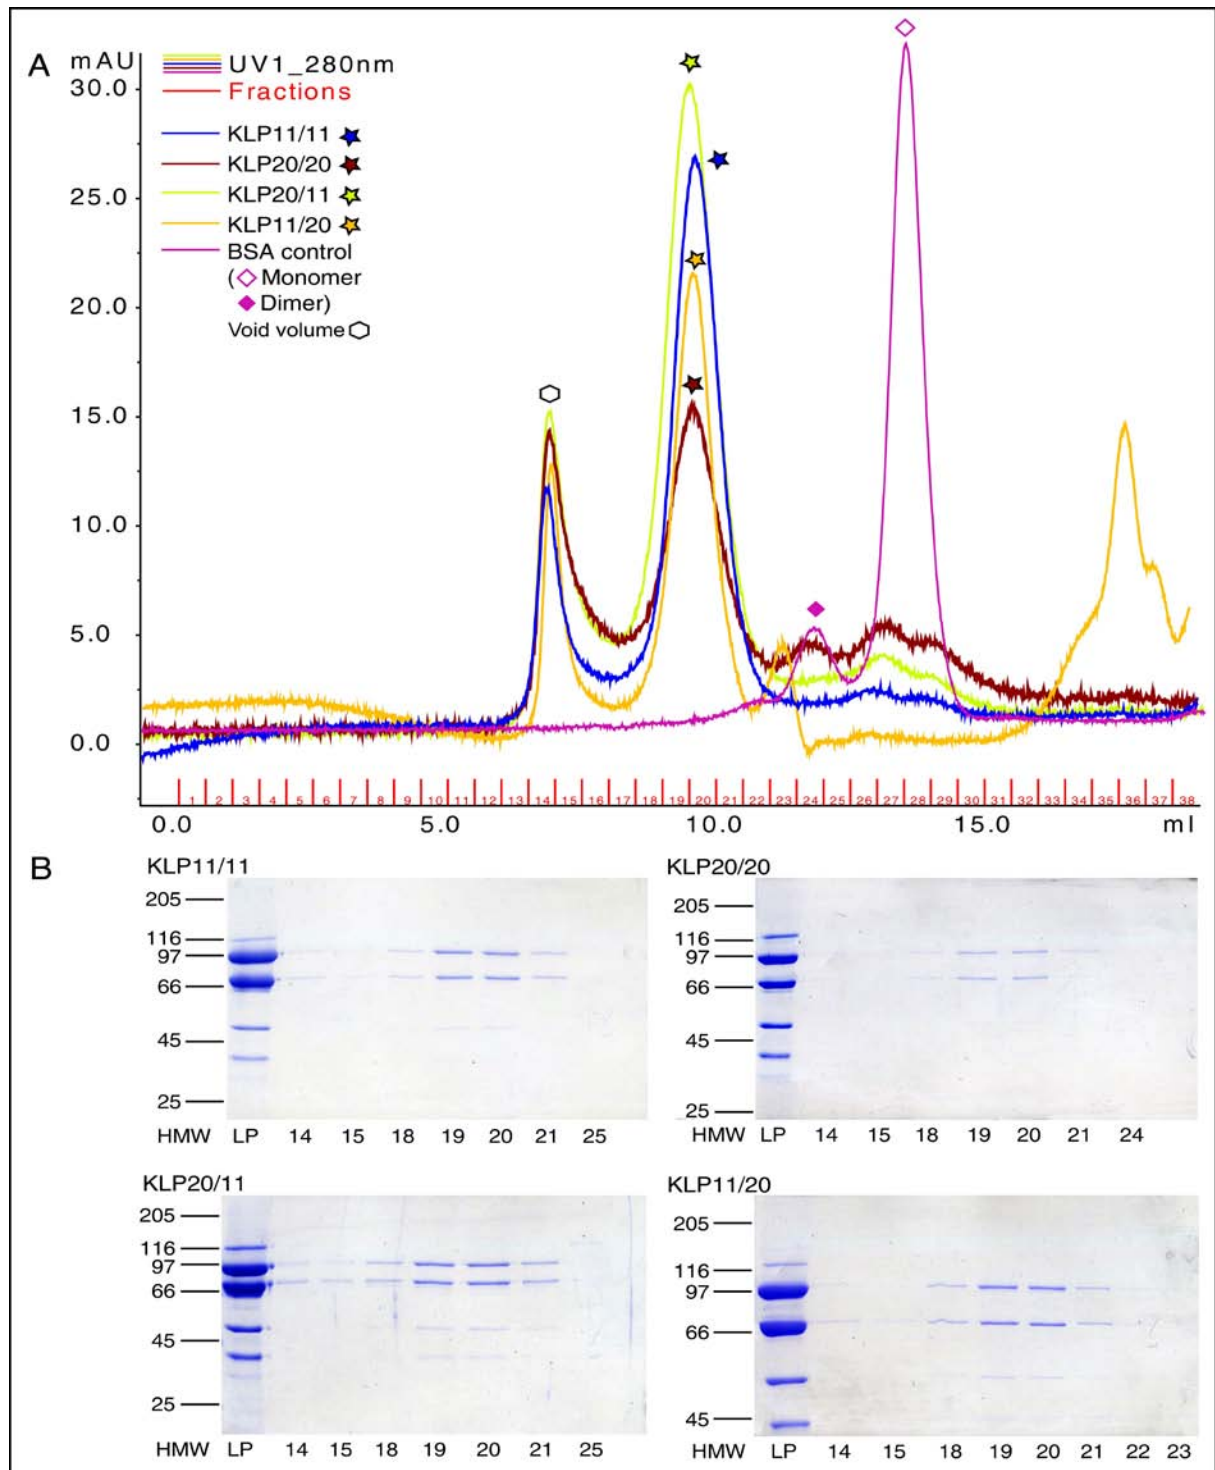 A
mAU
UV1_280nm
Fractions
KLP11/11
KLP20/20
KLP20/11
KLP11/20
BSA control
( Monomer
Dimer)
Void volume
30.0
25.0
20.0
15.0
10.0
5.0
0.0
1 2 3 4 5 6 7 8 9 10 11 12 13 14 15 16 17 18 19 20 21 22 23 24 25 26 27 28 29 30 31 32 33 34 35 36 37 38
0.0 5.0 10.0 15.0 ml
B
KLP11/11
205
116
97
66
45
25
HMW LP 14 15 18 19 20 21 25
KLP20/20
205
116
97
66
45
25
HMW LP 14 15 18 19 20 21 24
KLP20/11
205
116
97
66
45
25
HMW LP 14 15 18 19 20 21 25
KLP11/20
205
116
97
66
45
HMW LP 14 15 18 19 20 21 22 23